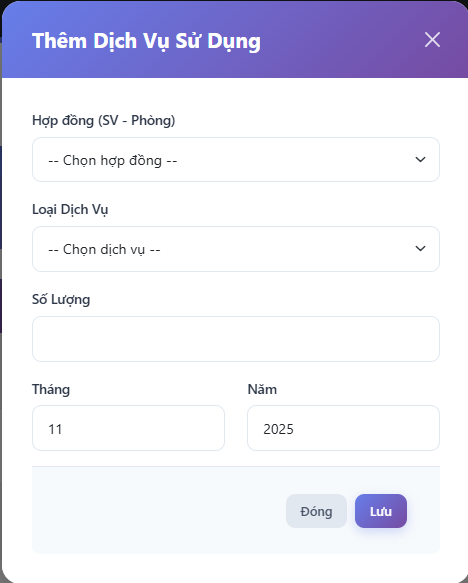 Thêm Dịch Vụ Sử Dụng
Hợp đồng (SV - Phòng)
-- Chọn hợp đồng --
Loại Dịch Vụ
-- Chọn dịch vụ --
Số Lượng
Tháng Năm
11 2025
Đóng Lưu